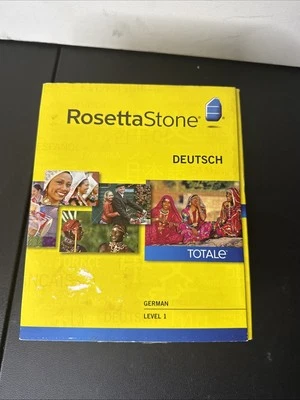 RosettaStone®
DEUTSCH
TOTALe
GERMAN
LEVEL 1